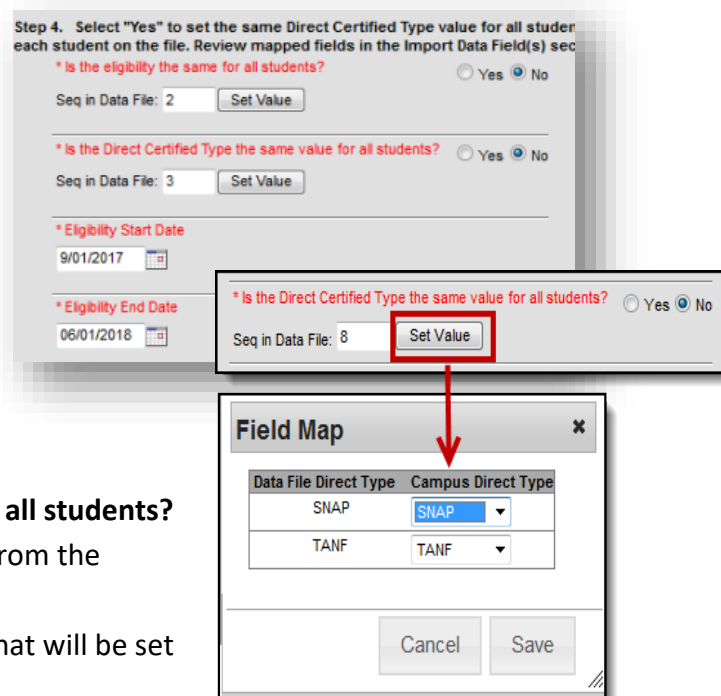 Step 4. Select "Yes" to set the same Direct Certified Type value for all studen
each student on the file. Review mapped fields in the Import Data Field(s) sec
* Is the eligibility the same for all students? Yes No
Seq in Data File: 2 Set Value
* Is the Direct Certified Type the same value for all students? Yes No
Seq in Data File: 3 Set Value
* Eligibility Start Date
9/01/2017
* Eligibility End Date
06/01/2018
* Is the Direct Certified Type the same value for all students? Yes No
Seq in Data File: 8 Set Value
Field Map ×
Data File Direct Type Campus Direct Type
SNAP SNAP
TANF TANF
Cancel Save
all students?
rom the
hat will be set